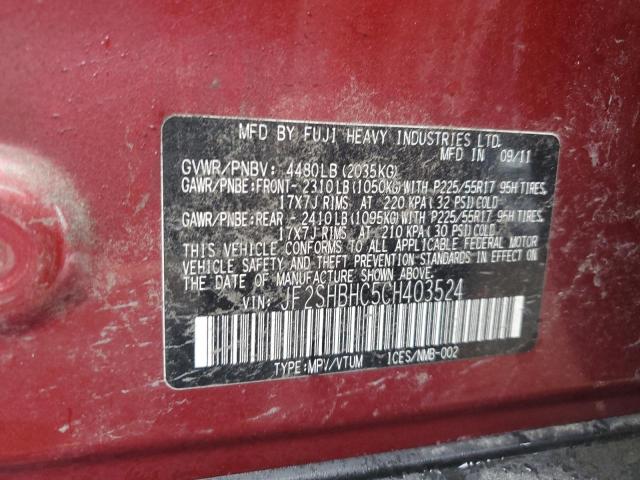 MFD BY FUJI HEAVY INDUSTRIES LTD.
MFD IN 09/11
GVWR/PNBV: 4480LB(2035KG)
GAWR/PNBE:FRONT- 2310LB(1050KG)WITH P225/55R17 95H TIRES,
17X7J RIMS AT 220 KPA(32 PSI)COLD
GAWR/PNBE:REAR - 2410LB(1095KG)WITH P225/55R17 95H TIRES,
17X7J RIMS AT 210 KPA(30 PSI)COLD
THIS VEHICLE CONFORMS TO ALL APPLICABLE FEDERAL MOTOR
VEHICLE SAFETY AND THEFT PREVENTION STANDARDS IN EFFECT ON
THE DATE OF MANUFACTURE SHOWN ABOVE.
VIN: JF2SHBHC5CH403524
TYPE:MPV/VTUM ICES/NMB-002